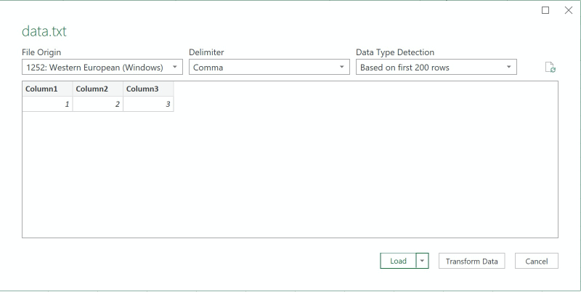 data.txt
File Origin Delimiter Data Type Detection
1252: Western European (Windows) Comma Based on first 200 rows
Column1 Column2 Column3
1 2 3
Load Transform Data Cancel